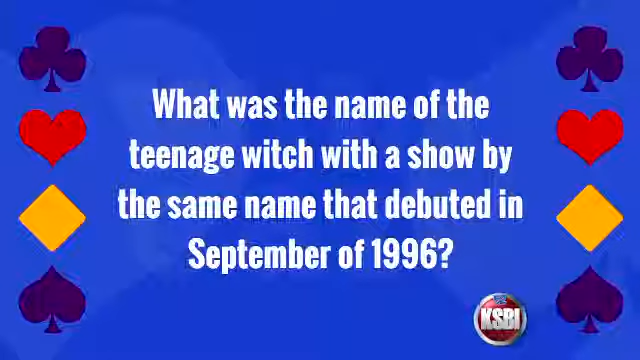 What was the name of the
teenage witch with a show by
the same name that debuted in
September of 1996?
KSBI